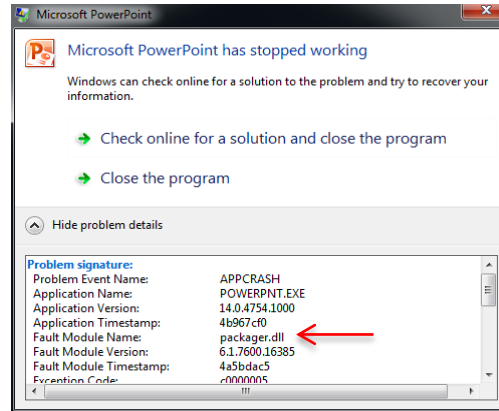 Microsoft PowerPoint
Microsoft PowerPoint has stopped working
Windows can check online for a solution to the problem and try to recover your
information.
Check online for a solution and close the program
Close the program
Hide problem details
Problem signature:
Problem Event Name: APPCRASH
Application Name: POWERPNT.EXE
Application Version: 14.0.4754.1000
Application Timestamp: 4b967cf0
Fault Module Name: packager.dll
Fault Module Version: 6.1.7600.16385
Fault Module Timestamp: 4a5bdac5
Exception Code: c0000005